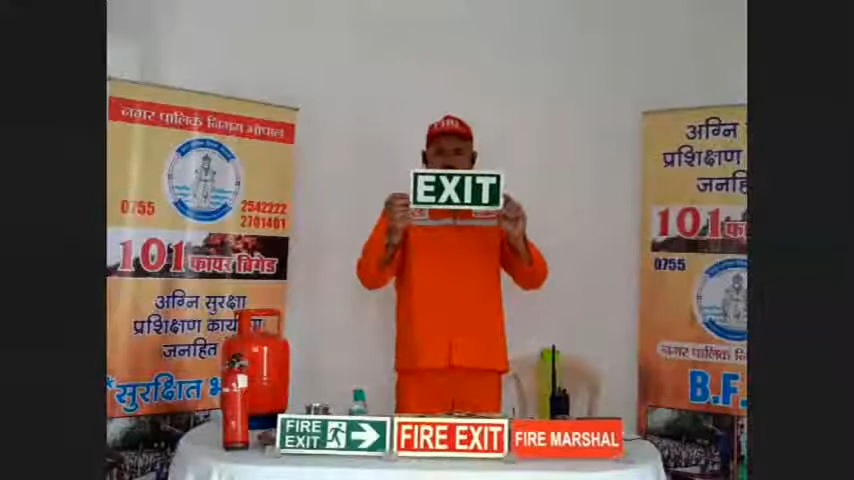 नगर पालिक निगम भोपाल
0755
2542222
2701401
101 फायर ब्रिगेड
अग्नि सुरक्षा
प्रशिक्षण
जनहित
*सुरक्षित
FIRE
EXIT
EXIT
FIRE EXIT
FIRE MARSHAL
अग्नि
प्रशिक्षण
जनहित
101
0755
नगर पालिक
B.F.